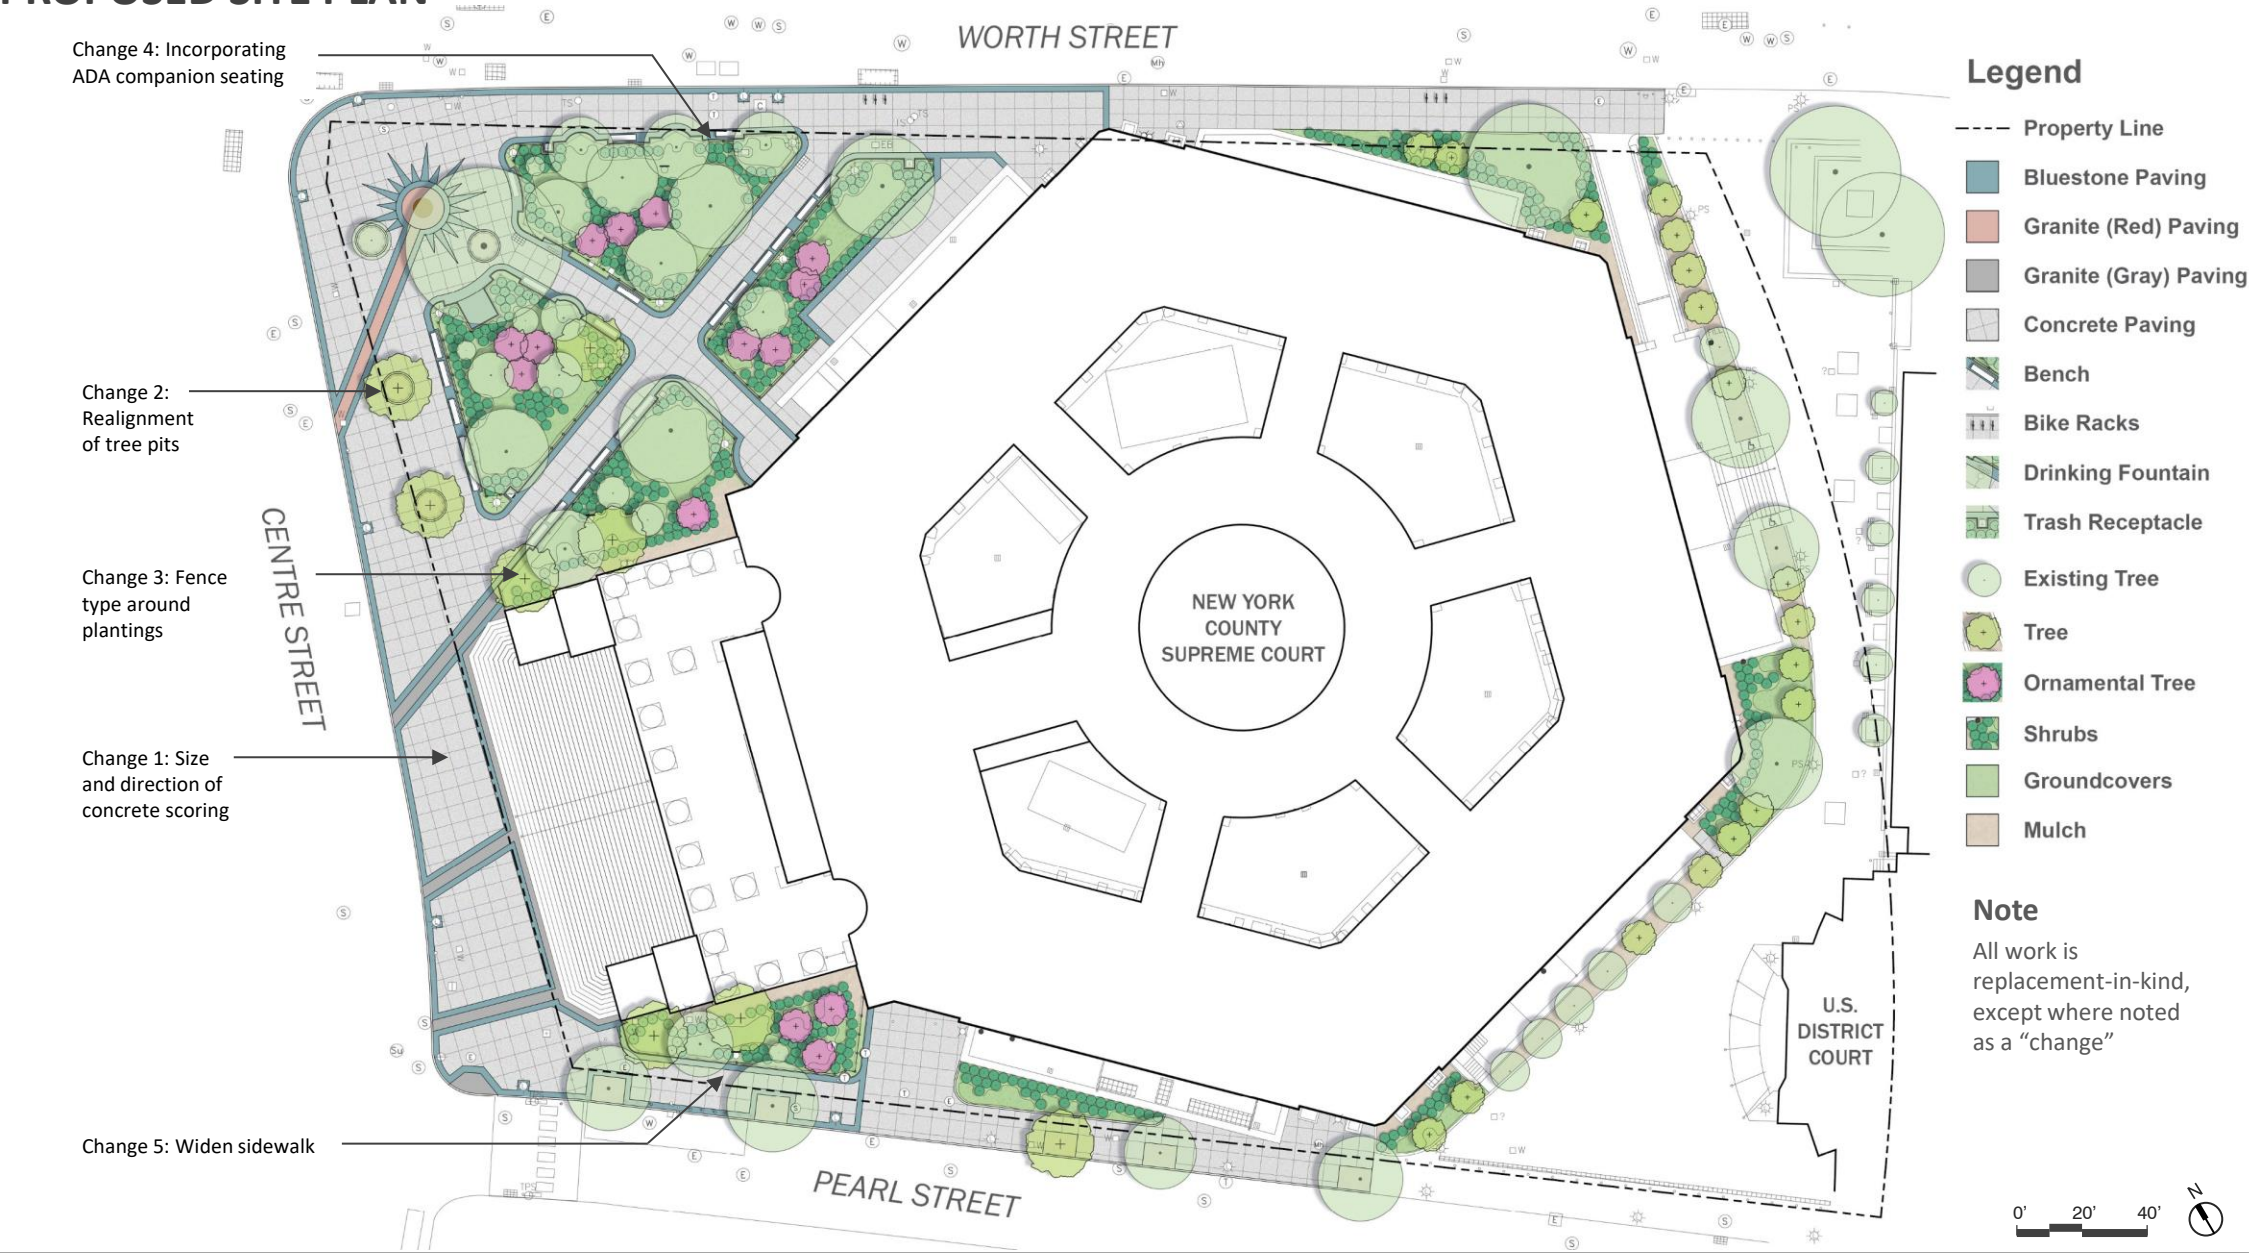 PROPOSED SITE PLAN
Change 4: Incorporating
ADA companion seating
WORTH STREET
Change 2:
Realignment
of tree pits
CENTRE STREET
Change 3: Fence
type around
plantings
Change 1: Size
and direction of
concrete scoring
Change 5: Widen sidewalk
PEARL STREET
NEW YORK
COUNTY
SUPREME COURT
U.S.
DISTRICT
COURT
Legend
Property Line
Bluestone Paving
Granite (Red) Paving
Granite (Gray) Paving
Concrete Paving
Bench
Bike Racks
Drinking Fountain
Trash Receptacle
Existing Tree
Tree
Ornamental Tree
Shrubs
Groundcovers
Mulch
Note
All work is
replacement-in-kind,
except where noted
as a “change”
0' 20' 40'
N